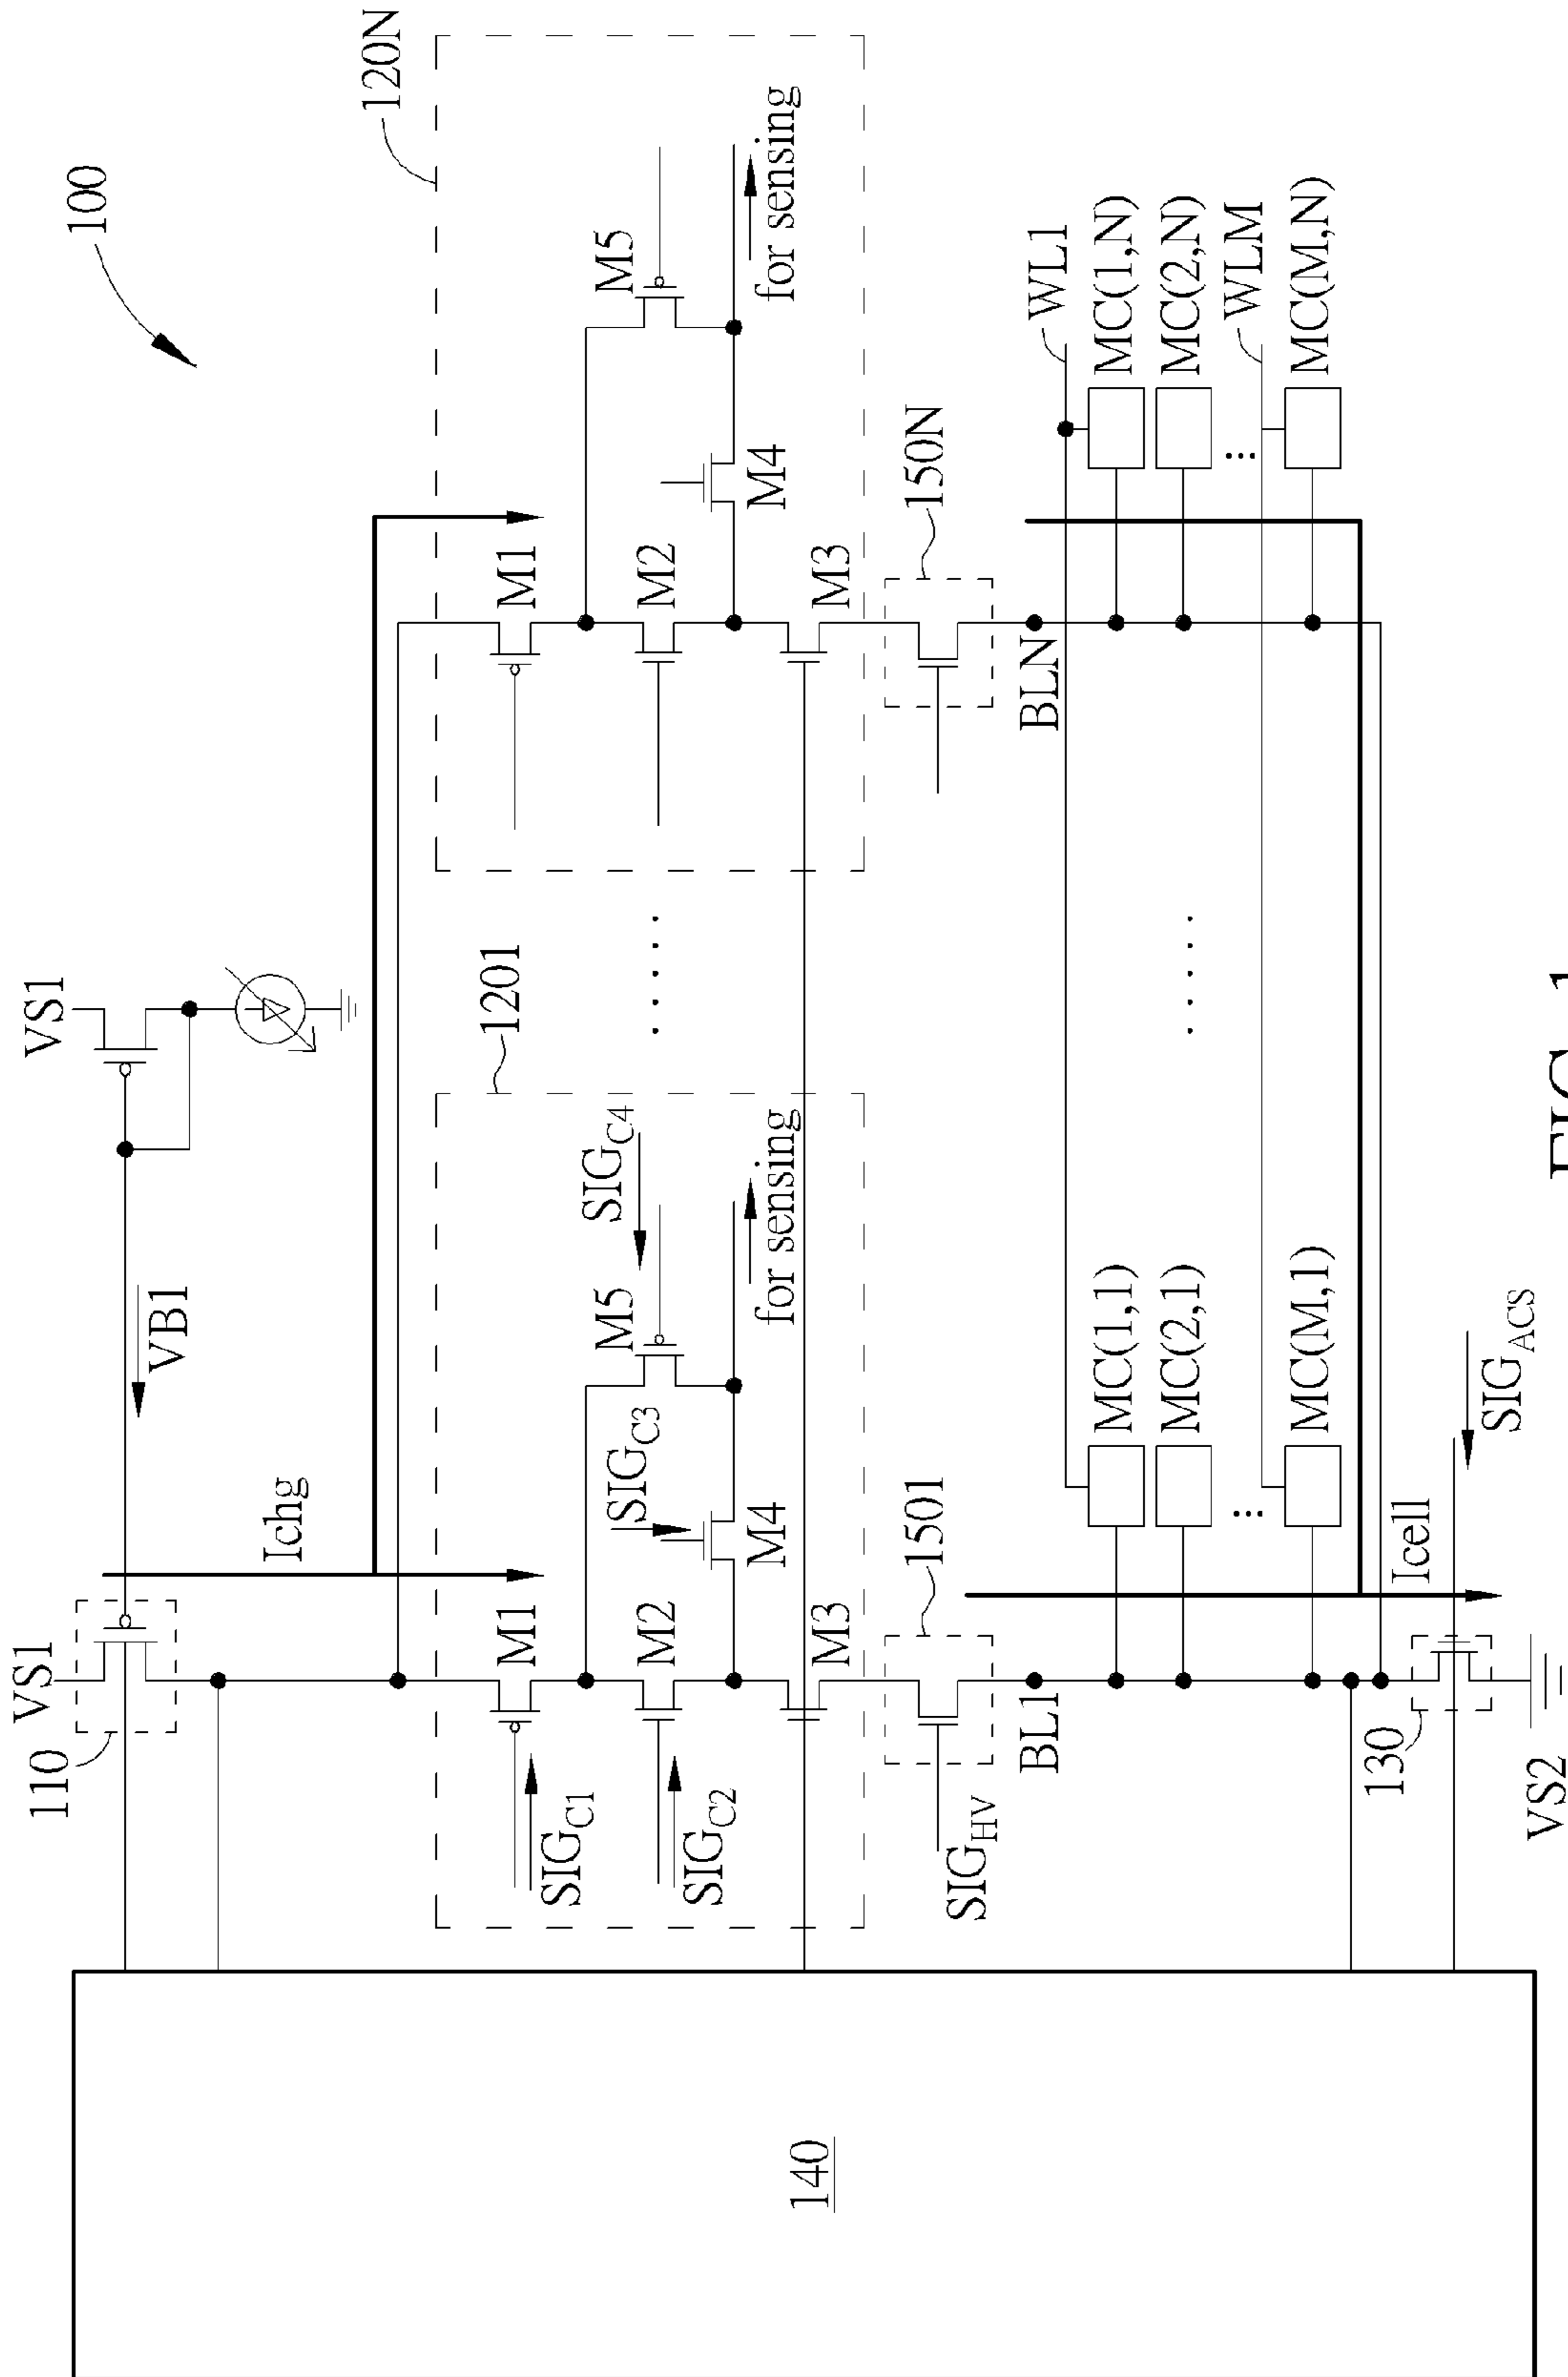 100
VS1
VS1
110
VB1
Ichg
1201
120N
M1
M1
SIGC1
SIGC4
M5
M5
SIGC3
M2
M2
SIGC2
M4
M4
for sensing
for sensing
M3
M3
140
1501
150N
SIGHV
BL1
BLN
WL1
MC(1,1)
MC(1,N)
MC(2,1)
MC(2,N)
...
...
WLM
MC(M,1)
MC(M,N)
130
Icell
SIGACS
VS2
FIG. 1